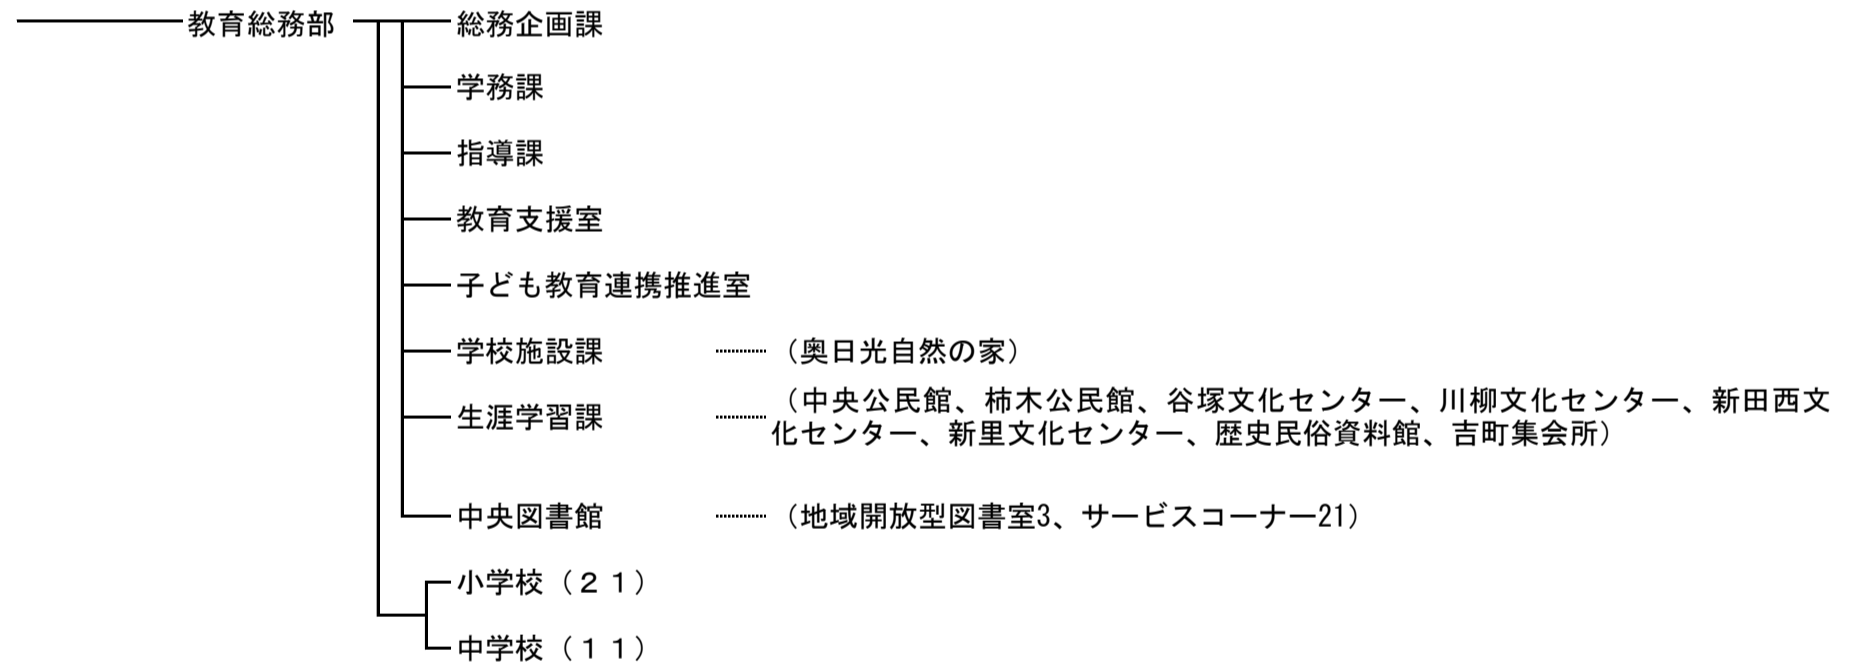 教育総務部 総務企画課
学務課
指導課
教育支援室
子ども教育連携推進室
学校施設課 （奥日光自然の家）
生涯学習課 （中央公民館、柿木公民館、谷塚文化センター、川柳文化センター、新田西文
化センター、新里文化センター、歴史民俗資料館、吉町集会所）
中央図書館 （地域開放型図書室3、サービスコーナー21）
小学校（２１）
中学校（１１）